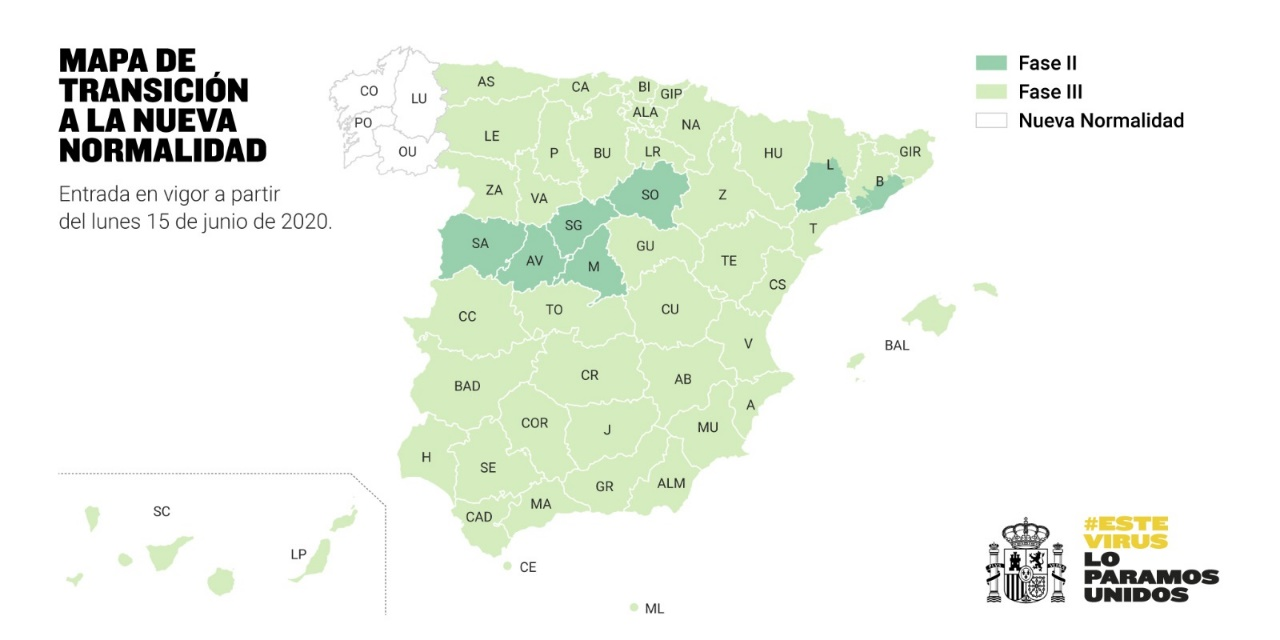 MAPA DE
TRANSICIÓN
A LA NUEVA
NORMALIDAD
Entrada en vigor a partir
del lunes 15 de junio de 2020.
Fase II
Fase III
Nueva Normalidad
CO
LU
PO
OU
AS
CA
BI
GIP
ALA
NA
LE
P
BU
LR
HU
L
GIR
B
ZA
VA
SO
Z
T
SA
SG
AV
M
GU
TE
CS
CC
TO
CU
V
BAL
BAD
CR
AB
A
COR
J
MU
H
SE
GR
ALM
CAD
MA
CE
ML
SC
LP
#ESTE
VIRUS
LO
PARAMOS
UNIDOS